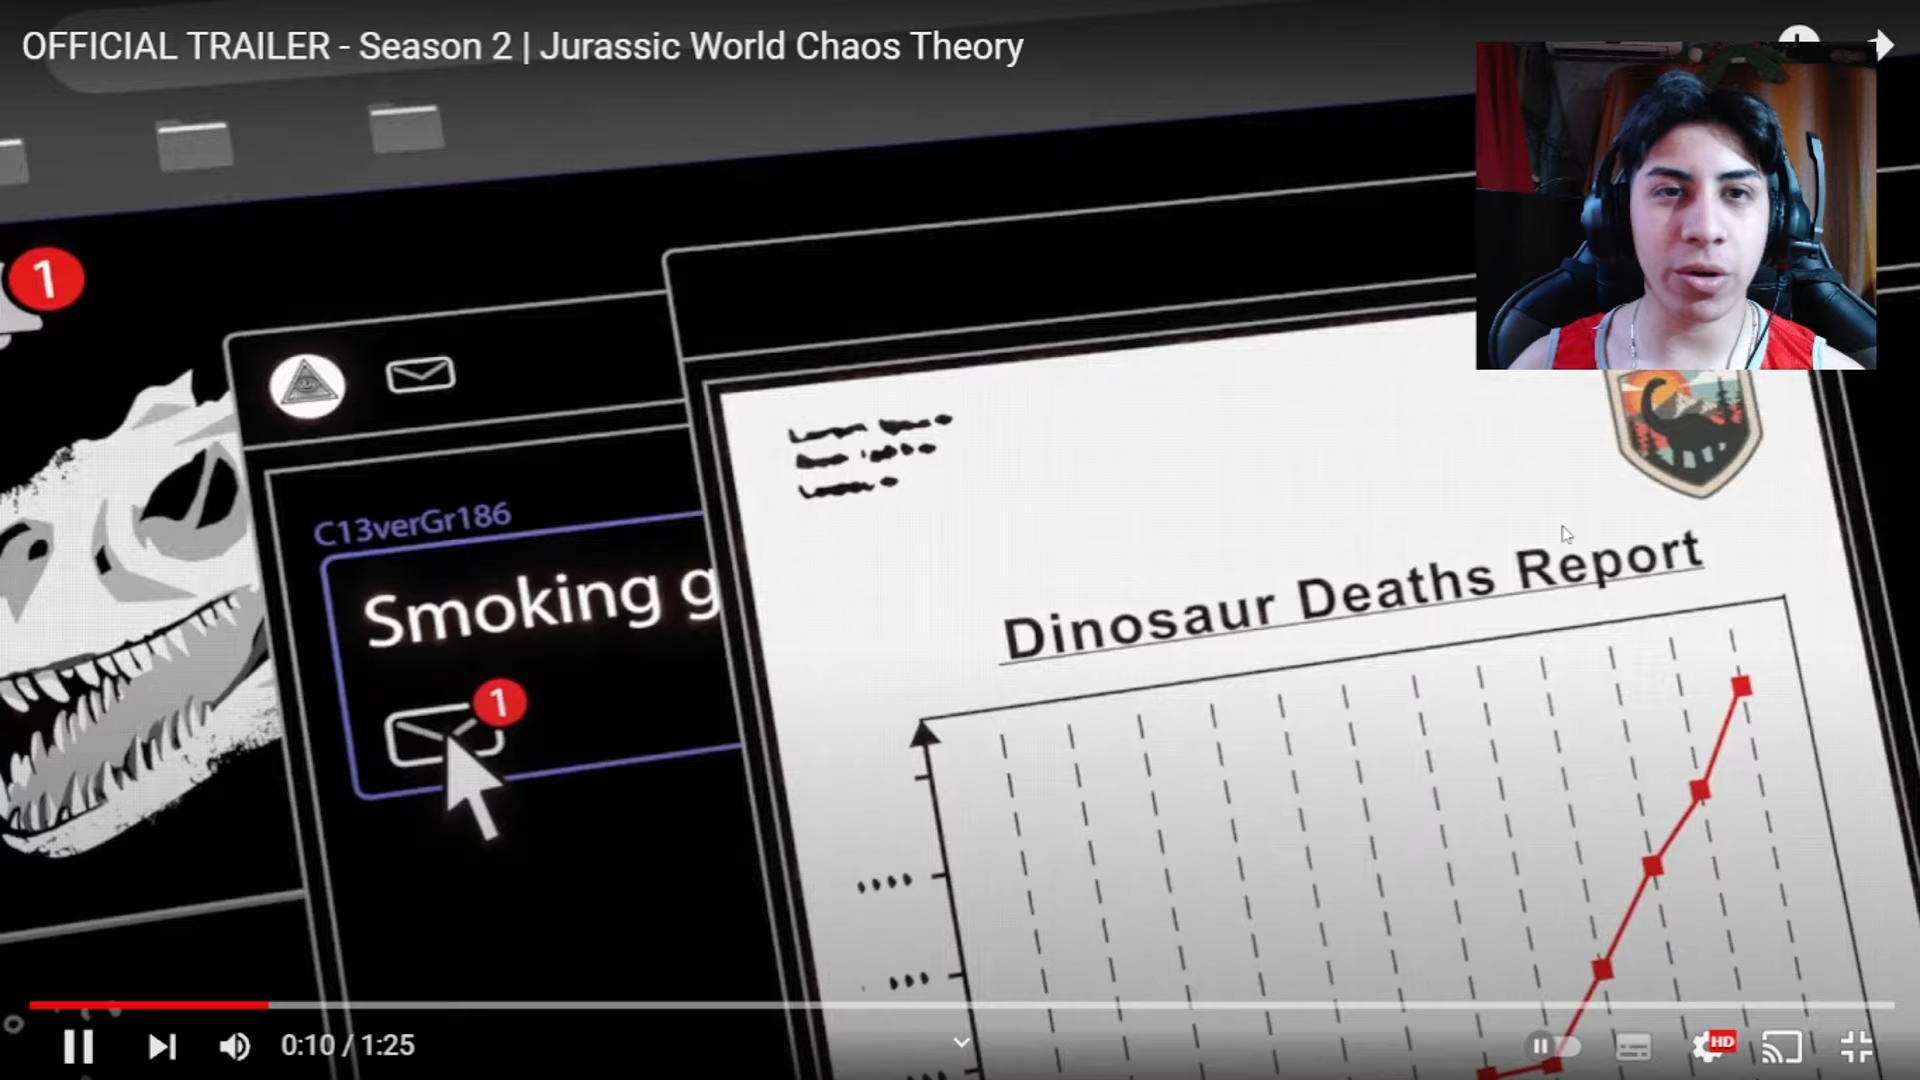 OFFICIAL TRAILER - Season 2 | Jurassic World Chaos Theory
1
C13verGr186
Smoking g
1
Dinosaur Deaths Report
0:10 / 1:25
HD